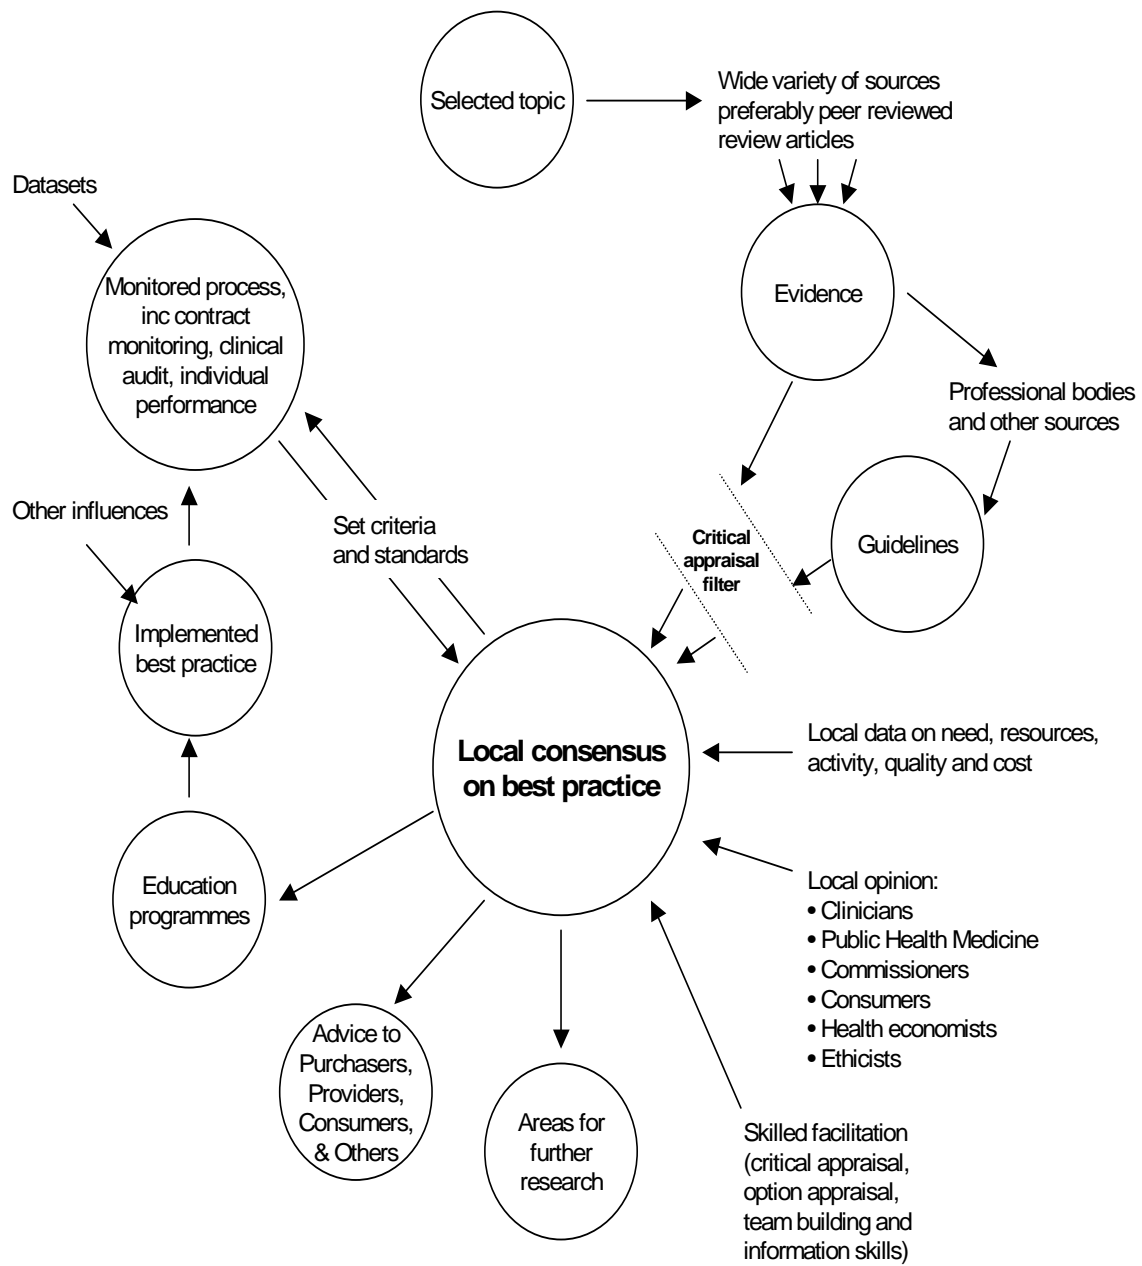 Selected topic
Wide variety of sources
preferably peer reviewed
review articles
Datasets
Monitored process,
inc contract
monitoring, clinical
audit, individual
performance
Evidence
Professional bodies
and other sources
Other influences
Set criteria
and standards
Critical
appraisal
filter
Guidelines
Implemented
best practice
Local consensus
on best practice
Local data on need, resources,
activity, quality and cost
Education
programmes
Local opinion:
• Clinicians
• Public Health Medicine
• Commissioners
• Consumers
• Health economists
• Ethicists
Advice to
Purchasers,
Providers,
Consumers,
& Others
Areas for
further
research
Skilled facilitation
(critical appraisal,
option appraisal,
team building and
information skills)